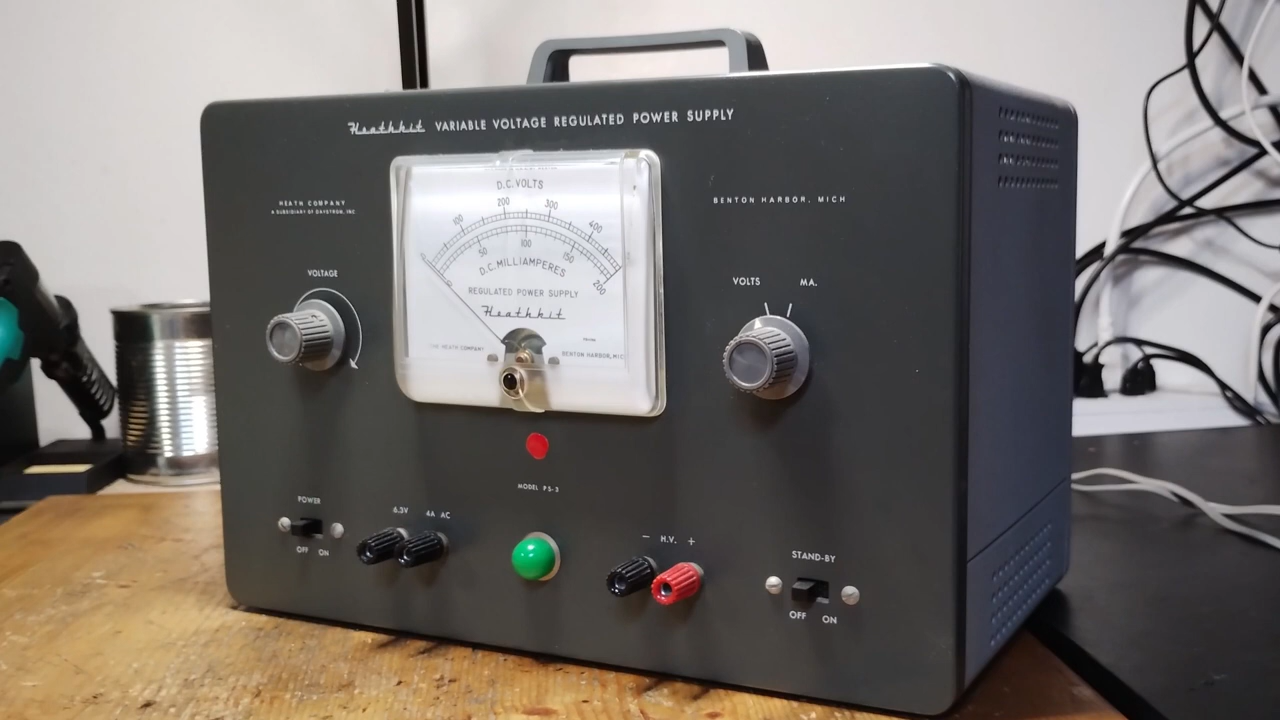 Heathkit VARIABLE VOLTAGE REGULATED POWER SUPPLY
HEATH COMPANY
A SUBSIDIARY OF DAYSTROM, INC
BENTON HARBOR, MICH
D.C. VOLTS
100 200 300 400
0 50 100 150 200
D.C. MILLIAMPERES
REGULATED POWER SUPPLY
Heathkit
THE HEATH COMPANY
BENTON HARBOR, MIC
VOLTAGE
VOLTS MA.
MODEL PS-3
POWER
OFF ON
6.3V 4A AC
− H.V. +
STAND-BY
OFF ON